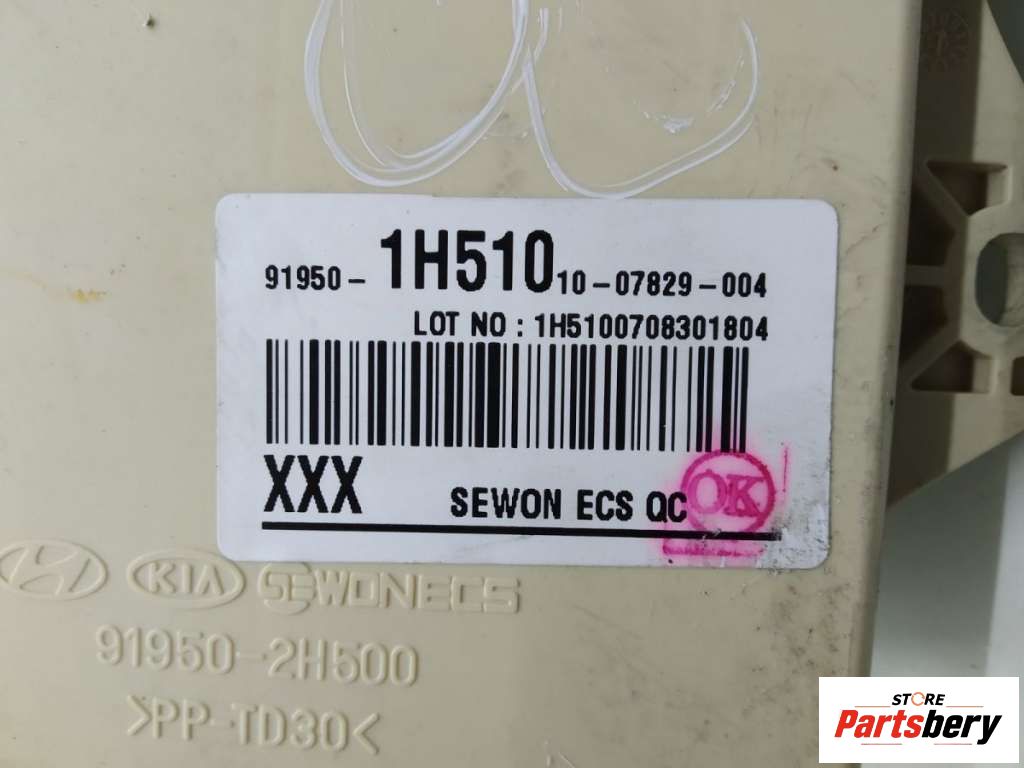 91950- 1H510 10-07829-004
LOT NO : 1H5100708301804
XXX SEWON ECS QC OK
KIA SEWONECS
91950-2H500
>PP-TD30<
STORE
Partsbery